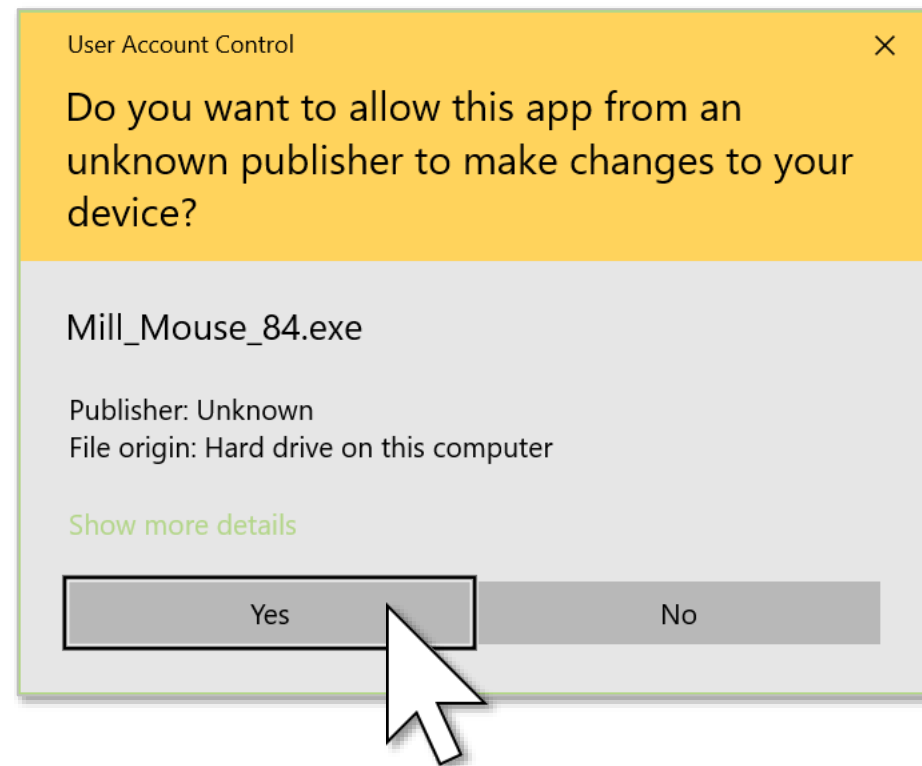 User Account Control
Do you want to allow this app from an
unknown publisher to make changes to your
device?
Mill_Mouse_84.exe
Publisher: Unknown
File origin: Hard drive on this computer
Show more details
Yes
No